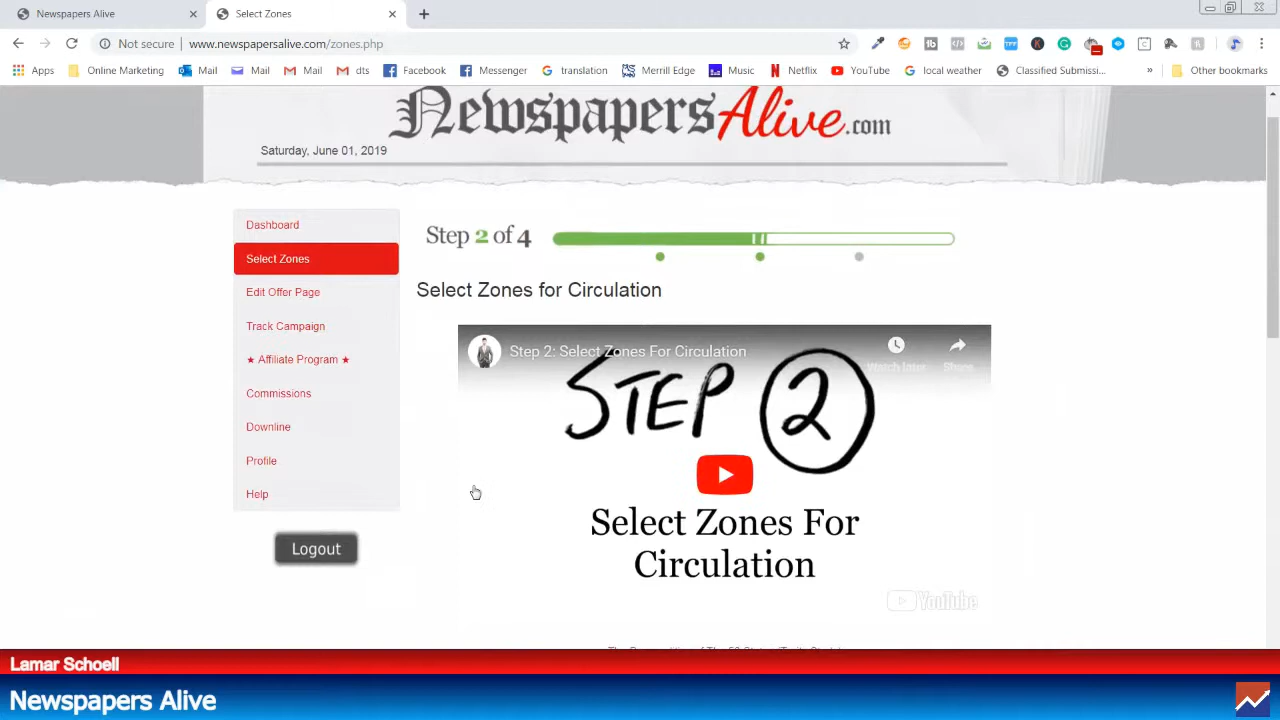 Newspapers Alive
Select Zones
Not secure
www.newspapersalive.com/zones.php
Apps
Online Marketing
Mail
Mail
Mail
dts
Facebook
Messenger
translation
Merrill Edge
Music
Netflix
YouTube
local weather
Classified Submissi...
»
Other bookmarks
NewspapersAlive.com
Saturday, June 01, 2019
Dashboard
Select Zones
Edit Offer Page
Track Campaign
★ Affiliate Program ★
Commissions
Downline
Profile
Help
Logout
Step 2 of 4
Select Zones for Circulation
Step 2: Select Zones For Circulation
Watch later
Share
STEP 2
Select Zones For
Circulation
YouTube
Lamar Schoell
Newspapers Alive